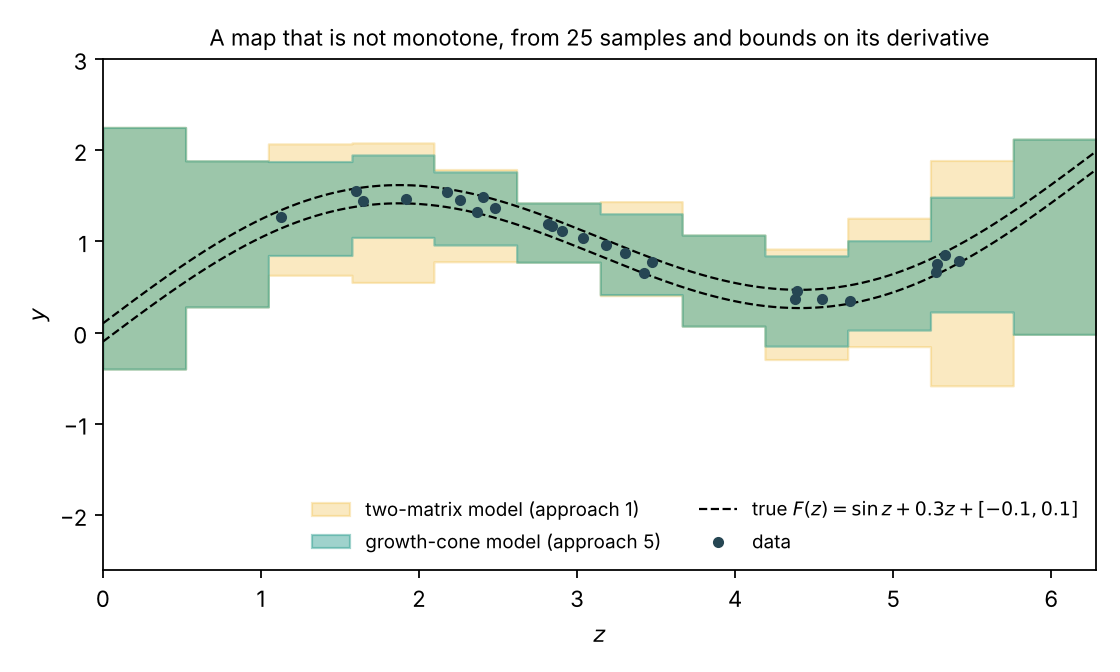 A map that is not monotone, from 25 samples and bounds on its derivative
3
2
1
0
−1
−2
y
two-matrix model (approach 1)
growth-cone model (approach 5)
true F(z) = sin z + 0.3z + [−0.1, 0.1]
data
0 1 2 3 4 5 6
z